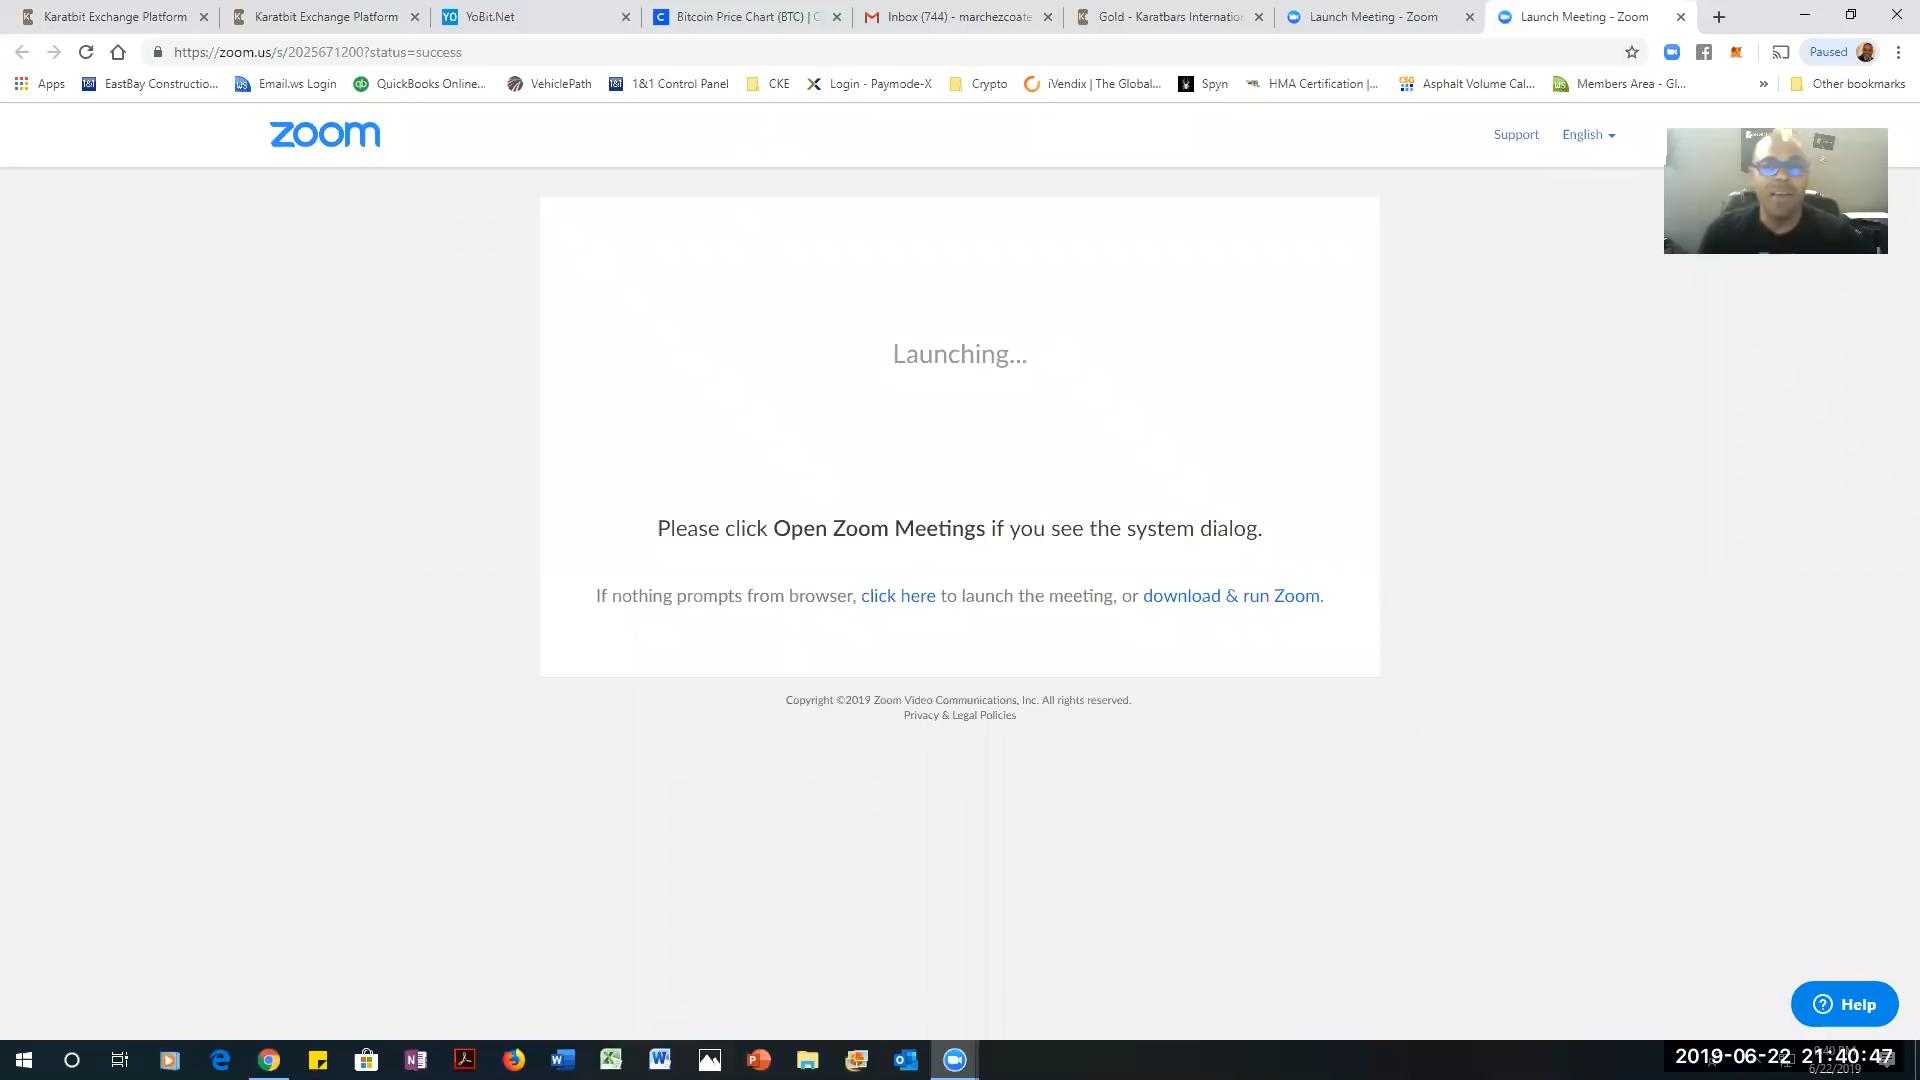 Karatbit Exchange Platform
Karatbit Exchange Platform
YO YoBit.Net
C Bitcoin Price Chart (BTC) | C
Inbox (744) - marchezcoate
Gold - Karatbars Internation
Launch Meeting - Zoom
Launch Meeting - Zoom
https://zoom.us/s/2025671200?status=success
Paused
Apps
EastBay Constructio...
Email.ws Login
QuickBooks Online...
VehiclePath
1&1 Control Panel
CKE
Login - Paymode-X
Crypto
iVendix | The Global...
Spyn
HMA Certification |...
Asphalt Volume Cal...
Members Area - Gl...
»
Other bookmarks
zoom
Support
English
Launching...
Please click Open Zoom Meetings if you see the system dialog.
If nothing prompts from browser, click here to launch the meeting, or download & run Zoom.
Copyright ©2019 Zoom Video Communications, Inc. All rights reserved.
Privacy & Legal Policies
Help
2019-06-22 21:40:47
6/22/2019